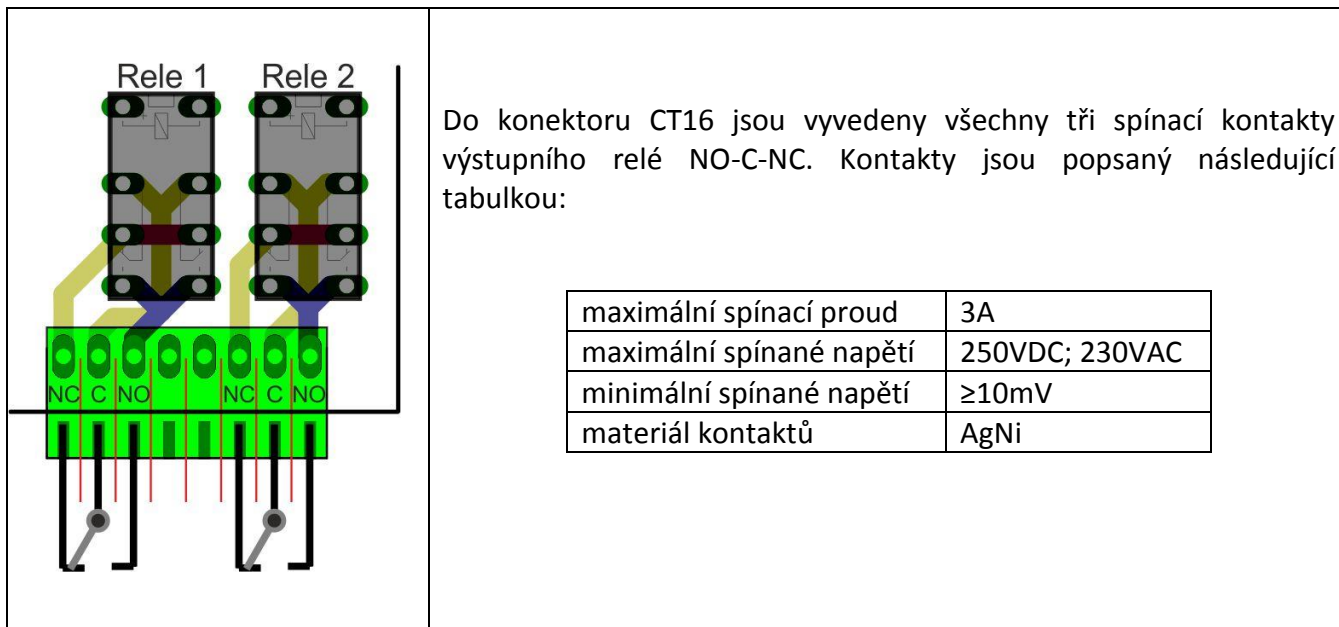 Rele 1 Rele 2
NC C NO NC C NO
Do konektoru CT16 jsou vyvedeny všechny tři spínací kontakty
výstupního relé NO-C-NC. Kontakty jsou popsaný následující
tabulkou:
maximální spínací proud 3A
maximální spínané napětí 250VDC; 230VAC
minimální spínané napětí ≥10mV
materiál kontaktů AgNi